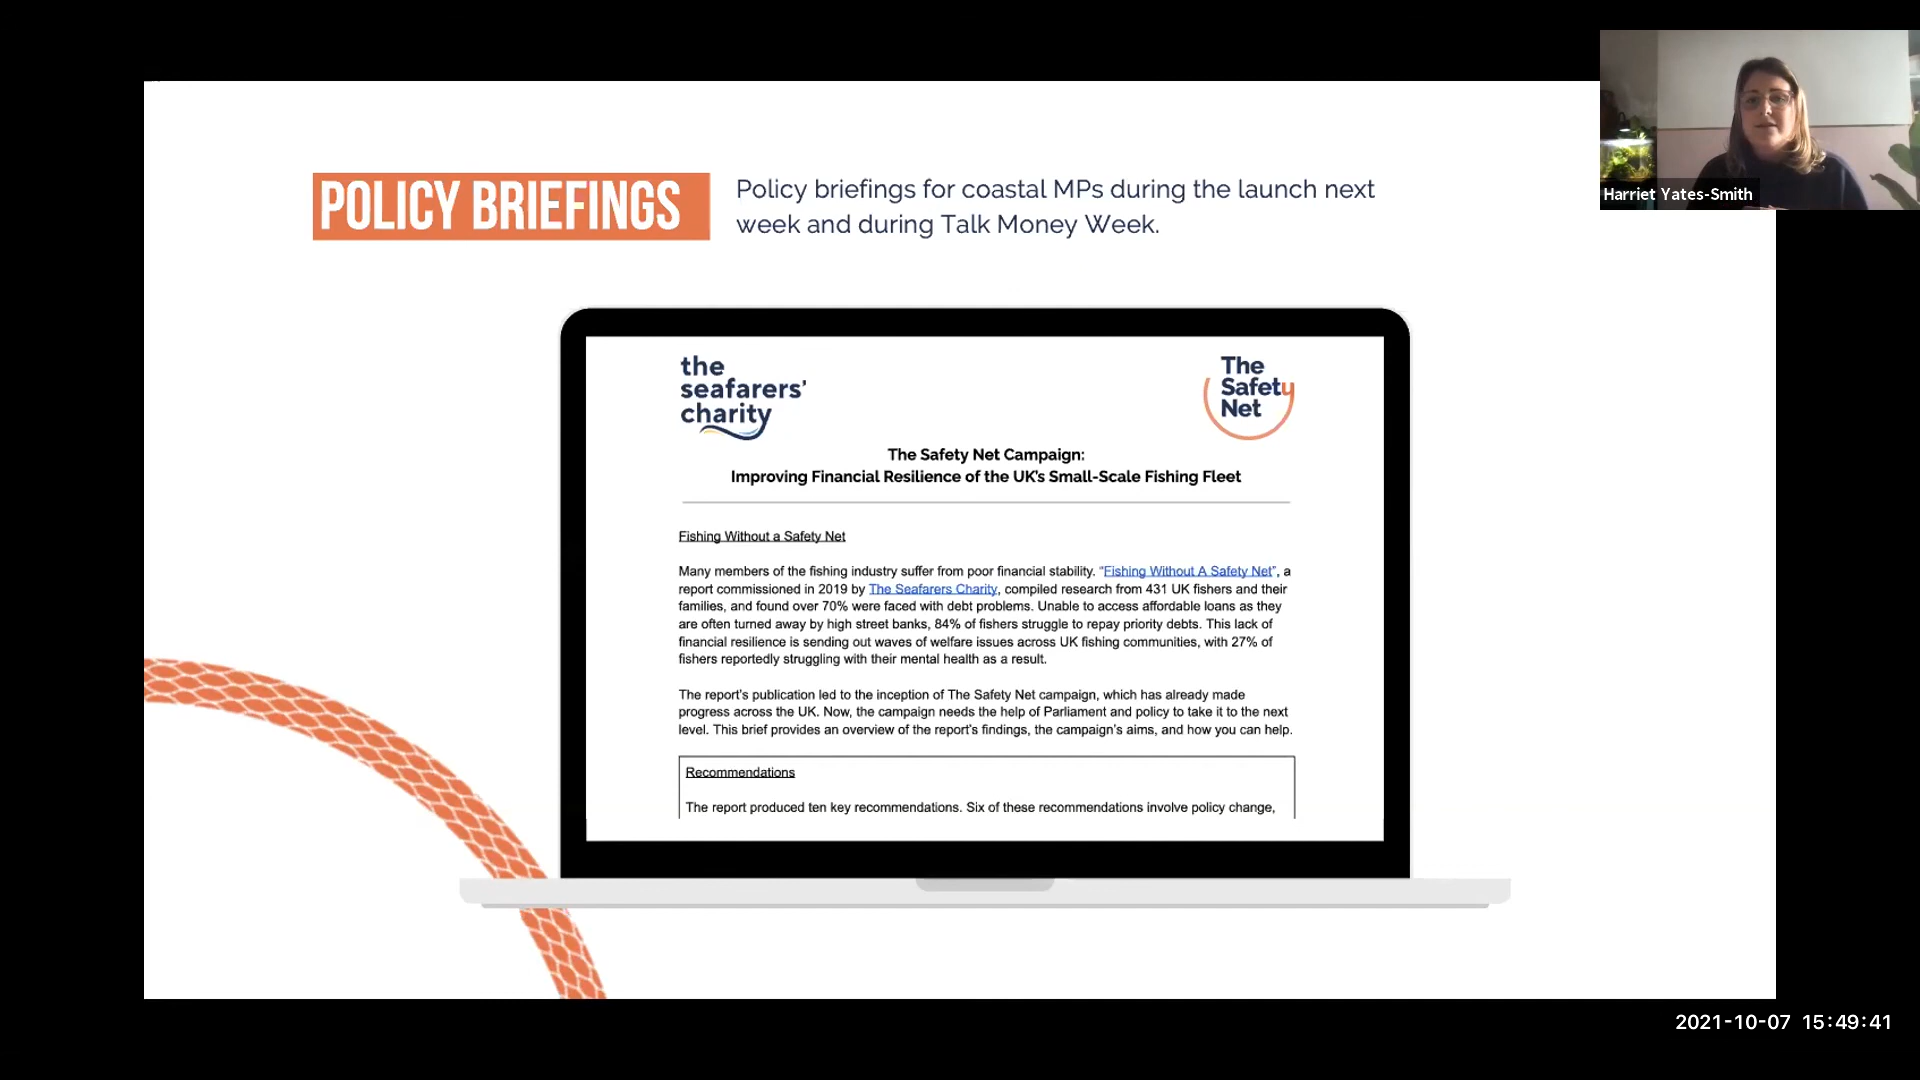 POLICY BRIEFINGS
Policy briefings for coastal MPs during the launch next
week and during Talk Money Week.
Harriet Yates-Smith
the
seafarers'
charity
The
Safety
Net
The Safety Net Campaign:
Improving Financial Resilience of the UK's Small-Scale Fishing Fleet
Fishing Without a Safety Net
Many members of the fishing industry suffer from poor financial stability. “Fishing Without A Safety Net”, a
report commissioned in 2019 by The Seafarers Charity, compiled research from 431 UK fishers and their
families, and found over 70% were faced with debt problems. Unable to access affordable loans as they
are often turned away by high street banks, 84% of fishers struggle to repay priority debts. This lack of
financial resilience is sending out waves of welfare issues across UK fishing communities, with 27% of
fishers reportedly struggling with their mental health as a result.
The report’s publication led to the inception of The Safety Net campaign, which has already made
progress across the UK. Now, the campaign needs the help of Parliament and policy to take it to the next
level. This brief provides an overview of the report’s findings, the campaign’s aims, and how you can help.
Recommendations
The report produced ten key recommendations. Six of these recommendations involve policy change,
2021-10-07 15:49:41